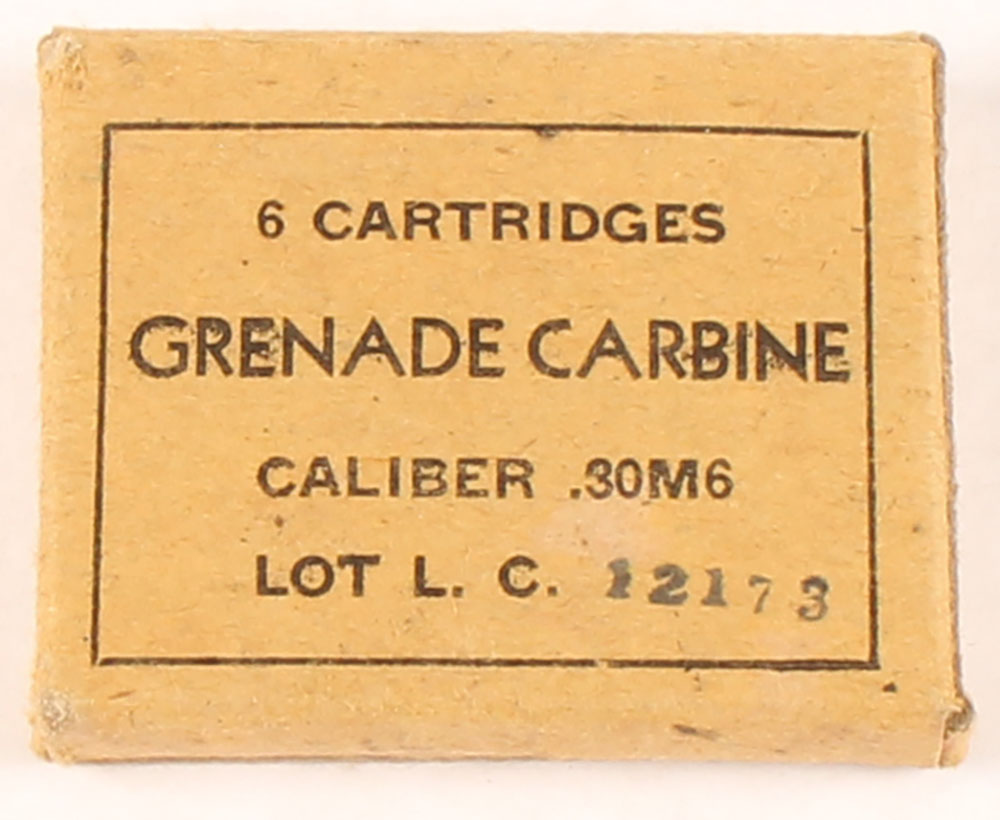 6 CARTRIDGES
GRENADE CARBINE
CALIBER .30M6
LOT L. C. 12173